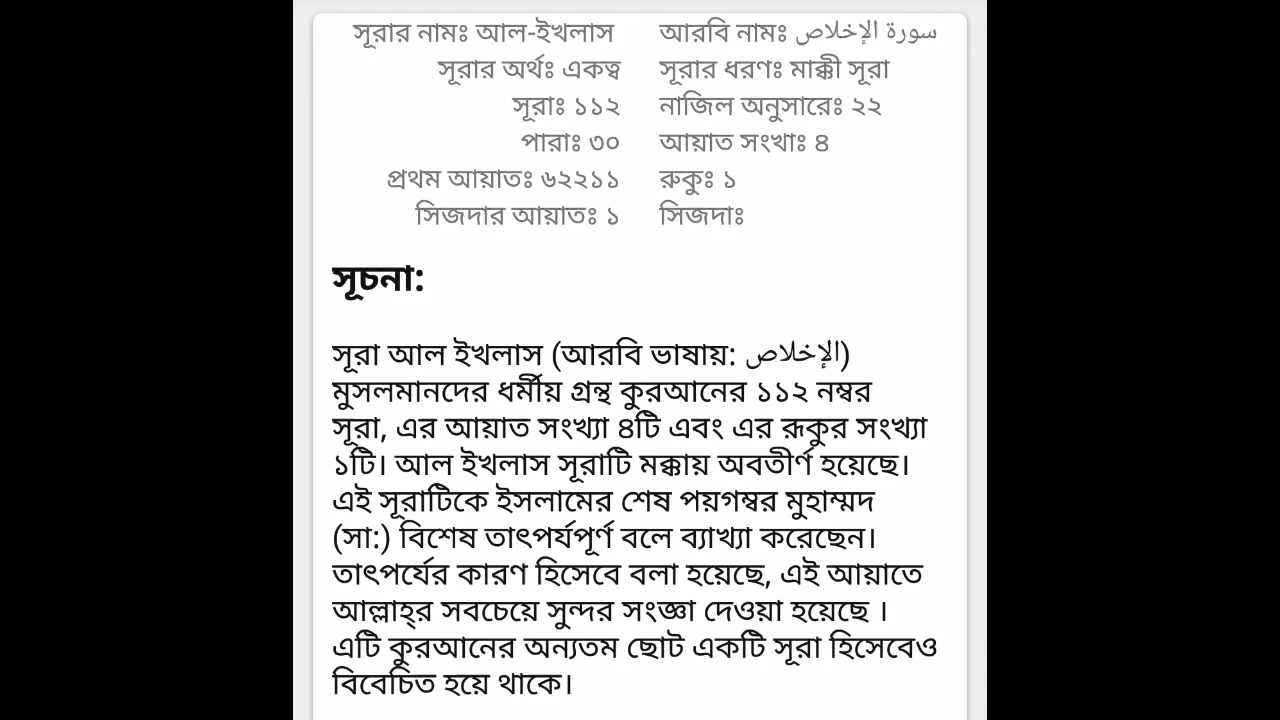 সূরার নামঃ আল-ইখলাস আরবি নামঃ سورة الإخلاص
সূরার অর্থঃ একত্ব সূরার ধরণঃ মাক্কী সূরা
সূরাঃ ১১২ নাজিল অনুসারেঃ ২২
পারাঃ ৩০ আয়াত সংখাঃ ৪
প্রথম আয়াতঃ ৬২২১১ রুকুঃ ১
সিজদার আয়াতঃ ১ সিজদাঃ
সূচনা:
সূরা আল ইখলাস (আরবি ভাষায়: الإخلاص)
মুসলমানদের ধর্মীয় গ্রন্থ কুরআনের ১১২ নম্বর
সূরা, এর আয়াত সংখ্যা ৪টি এবং এর রূকুর সংখ্যা
১টি। আল ইখলাস সূরাটি মক্কায় অবতীর্ণ হয়েছে।
এই সূরাটিকে ইসলামের শেষ পয়গম্বর মুহাম্মদ
(সা:) বিশেষ তাৎপর্যপূর্ণ বলে ব্যাখ্যা করেছেন।
তাৎপর্যের কারণ হিসেবে বলা হয়েছে, এই আয়াতে
আল্লাহ্‌র সবচেয়ে সুন্দর সংজ্ঞা দেওয়া হয়েছে ।
এটি কুরআনের অন্যতম ছোট একটি সূরা হিসেবেও
বিবেচিত হয়ে থাকে।